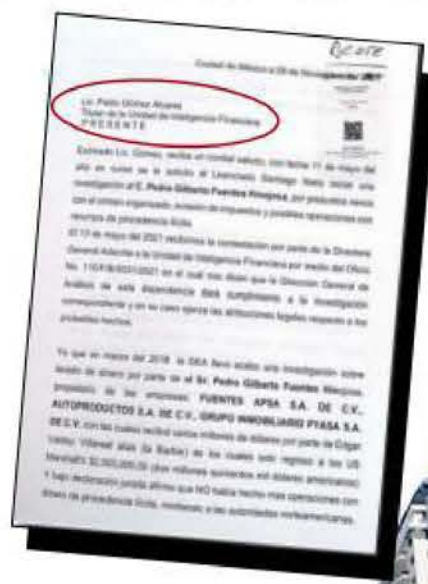 Ciudad de México a 09 de Noviembre del 2021
Lic. Pablo Gómez Álvarez
Titular de la Unidad de Inteligencia Financiera
P R E S E N T E
Estimado Lic. Gómez, reciba un cordial saludo, con fecha 11 de mayo del
año en curso se le solicitó al Licenciado Santiago Nieto iniciar una
investigación al C. Pedro Gilberto Fuentes Hinojosa, por presuntos nexos
con el crimen organizado, evasión de impuestos y posibles operaciones con
recursos de procedencia ilícita.
El 13 de mayo del 2021 recibimos la contestación por parte de la Directora
General Adjunta a la Unidad de Inteligencia Financiera por medio del Oficio
No. en el cual nos dicen que la Dirección General de
Análisis de esta dependencia dará cumplimiento a la investigación
correspondiente y en su caso ejerza las atribuciones legales respecto a los
probables hechos.
Ya que en marzo del 2018 la DEA llevó acabo una investigación sobre
lavado de dinero por parte de el Sr. Pedro Gilberto Fuentes Hinojosa,
propietario de las empresas: FUENTES APSA S.A. DE C.V.,
AUTOPRODUCTOS S.A. DE C.V., GRUPO INMOBILIARIO PYASA S.A.
DE C.V. con las cuales recibió varios millones de dólares por parte de Edgar
Valdez Villareal alias (la Barbie) de los cuales solo regreso a los US
Marshall's $2,500,000.00 (dos millones quinientos mil dólares americanos)
Y bajo declaración jurada afirmo que NO había hecho mas operaciones con
dinero de procedencia ilícita, mintiendo a las autoridades norteamericanas.